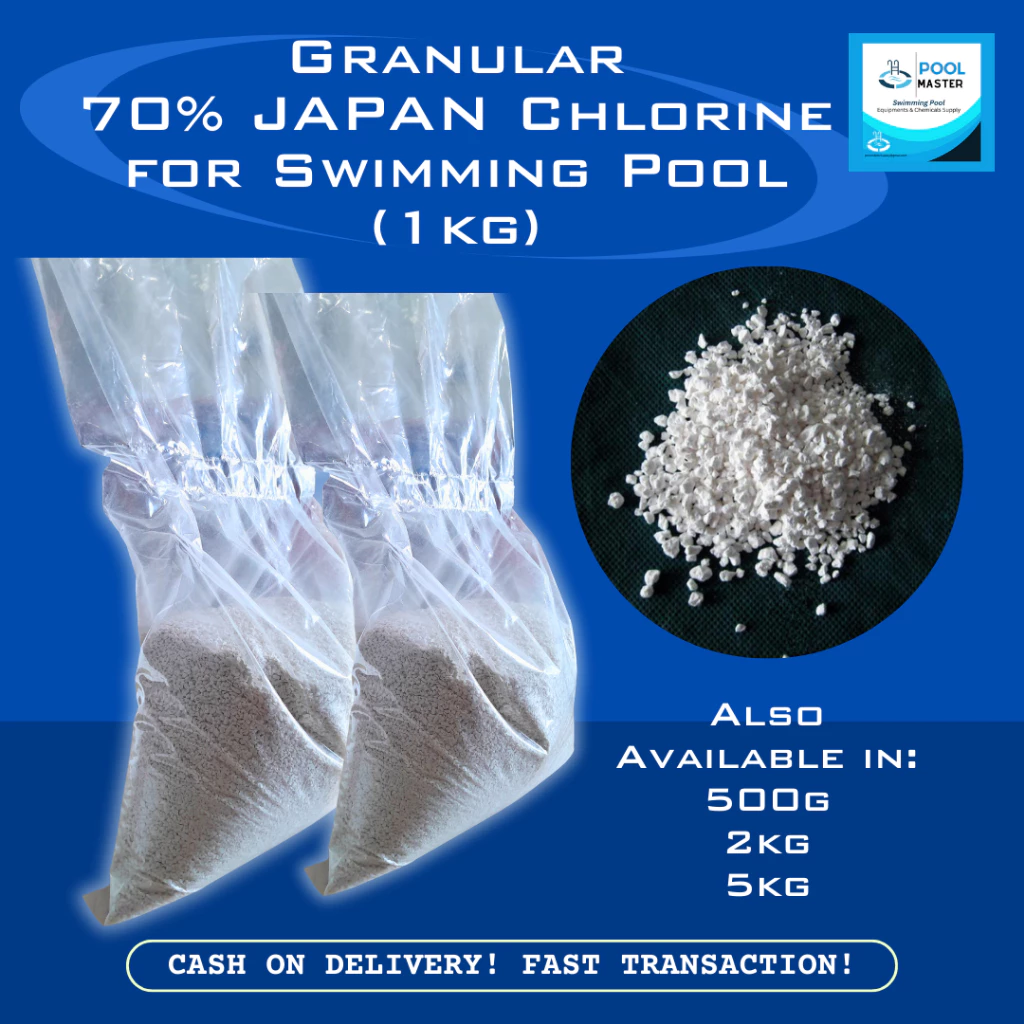 GRANULAR
70% JAPAN CHLORINE
FOR SWIMMING POOL
(1KG)
POOL
MASTER
Swimming Pool
Equipments & Chemicals Supply
ALSO
AVAILABLE IN:
500G
2KG
5KG
CASH ON DELIVERY! FAST TRANSACTION!